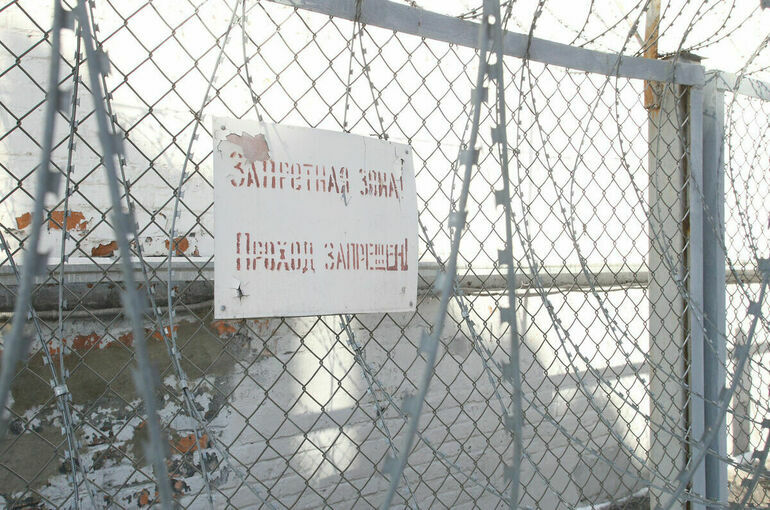 Запретная зона!
Проход запрещен!